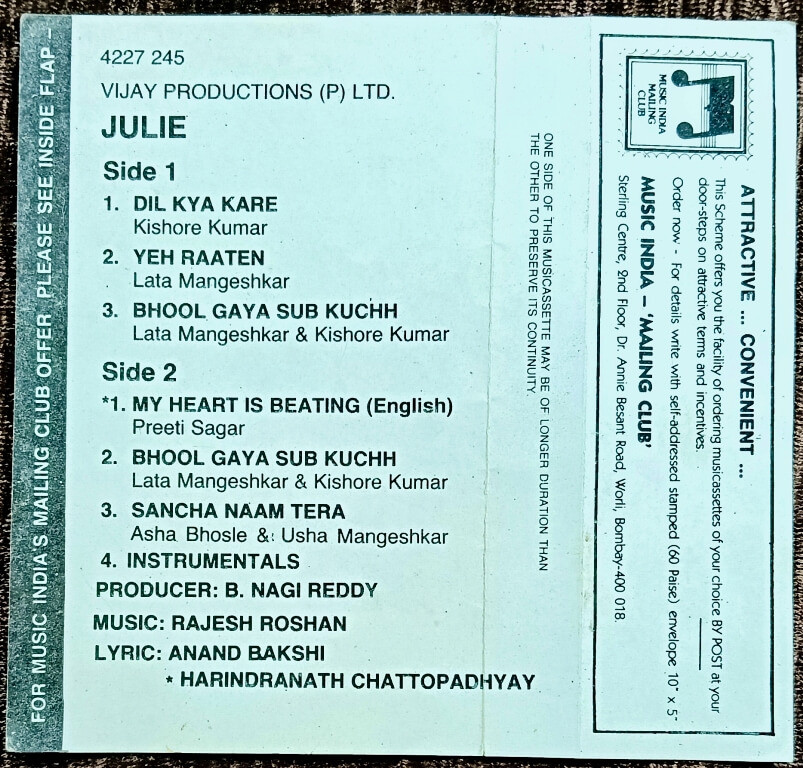 FOR MUSIC INDIA'S MAILING CLUB OFFER PLEASE SEE INSIDE FLAP –
4227 245
VIJAY PRODUCTIONS (P) LTD.
JULIE
Side 1
1. DIL KYA KARE
Kishore Kumar
2. YEH RAATEN
Lata Mangeshkar
3. BHOOL GAYA SUB KUCHH
Lata Mangeshkar & Kishore Kumar
Side 2
*1. MY HEART IS BEATING (English)
Preeti Sagar
2. BHOOL GAYA SUB KUCHH
Lata Mangeshkar & Kishore Kumar
3. SANCHA NAAM TERA
Asha Bhosle & Usha Mangeshkar
4. INSTRUMENTALS
PRODUCER: B. NAGI REDDY
MUSIC: RAJESH ROSHAN
LYRIC: ANAND BAKSHI
* HARINDRANATH CHATTOPADHYAY
ONE SIDE OF THIS MUSICASSETTE MAY BE OF LONGER DURATION THAN
THE OTHER TO PRESERVE ITS CONTINUITY
MUSIC INDIA
MAILING
CLUB
ATTRACTIVE ... CONVENIENT ...
This Scheme offers you the facility of ordering musicassettes of your choice BY POST at your
door-steps on attractive terms and incentives.
Order now - For details write with self-addressed stamped (60 Paise) envelope 10" x 5"
MUSIC INDIA – 'MAILING CLUB'
Sterling Centre, 2nd Floor, Dr. Annie Besant Road, Worli, Bombay-400 018.